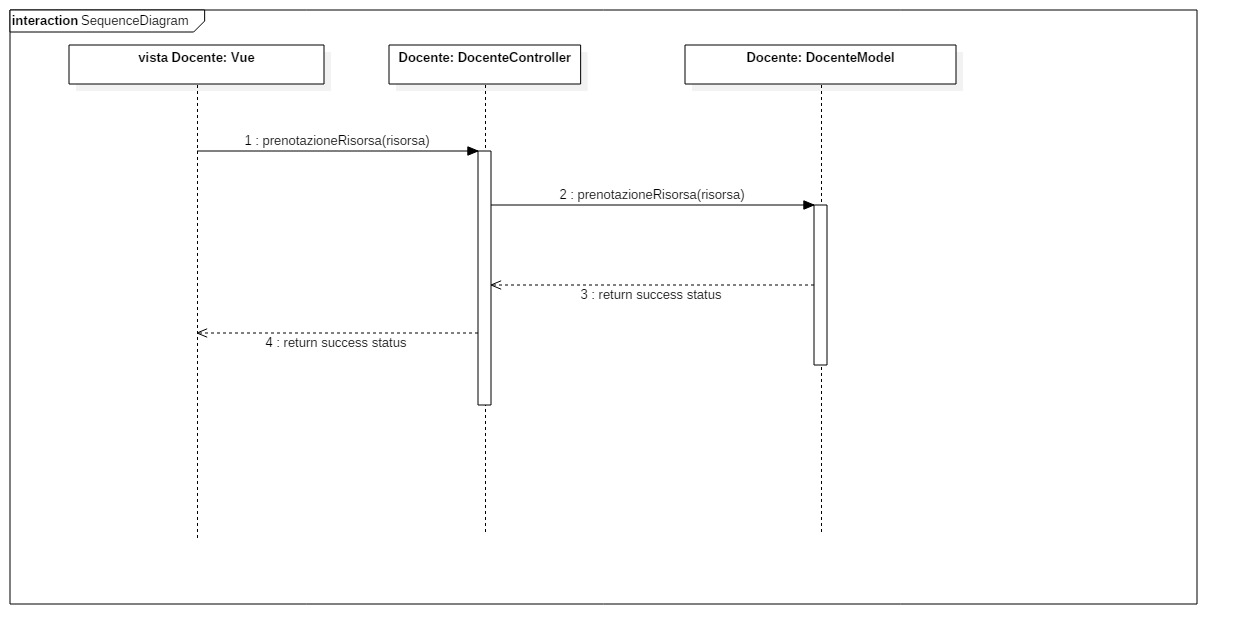 interaction SequenceDiagram
vista Docente: Vue
Docente: DocenteController
Docente: DocenteModel
1 : prenotazioneRisorsa(risorsa)
2 : prenotazioneRisorsa(risorsa)
3 : return success status
4 : return success status